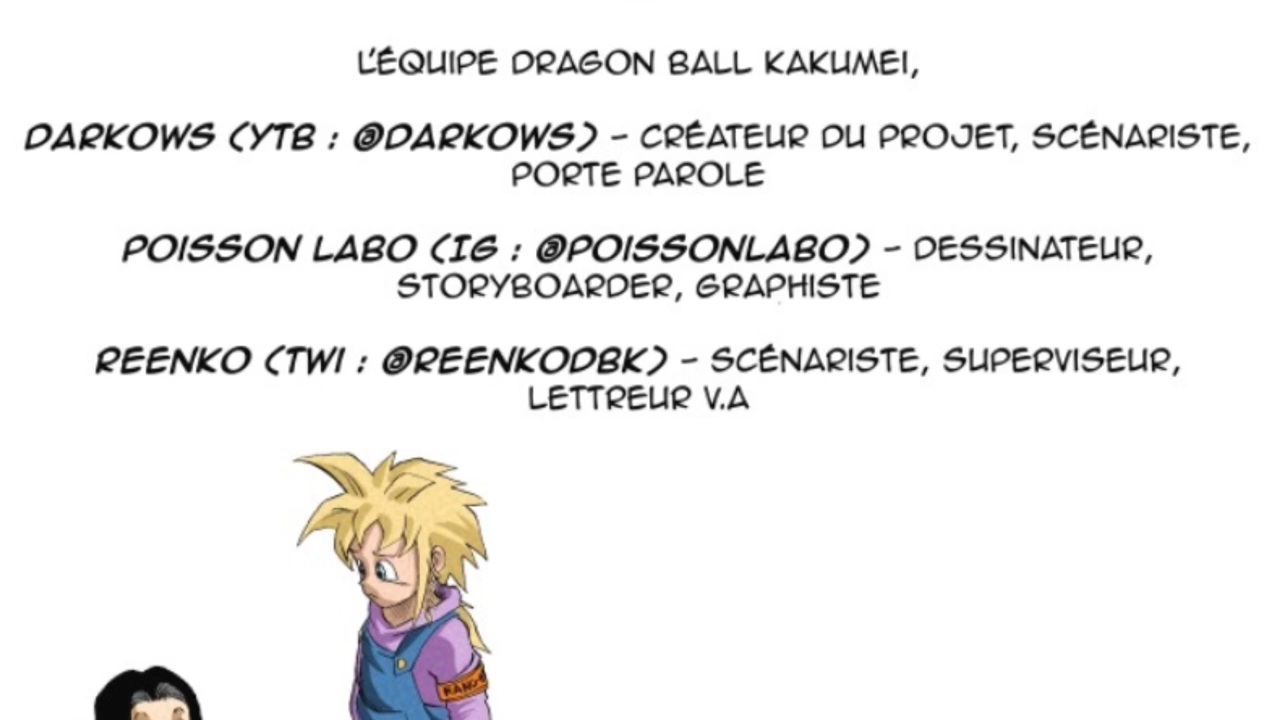 L'ÉQUIPE DRAGON BALL KAKUMEI,
DARKOWS (YTB : @DARKOWS) – CRÉATEUR DU PROJET, SCÉNARISTE,
PORTE PAROLE
POISSON LABO (IG : @POISSONLABO) – DESSINATEUR,
STORYBOARDER, GRAPHISTE
REENKO (TWI : @REENKODBK) – SCÉNARISTE, SUPERVISEUR,
LETTREUR V.A